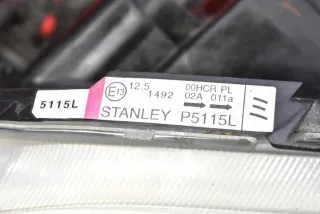 5115L
E13
12.5
1492
00HCR PL
02A 011a
STANLEY P5115L